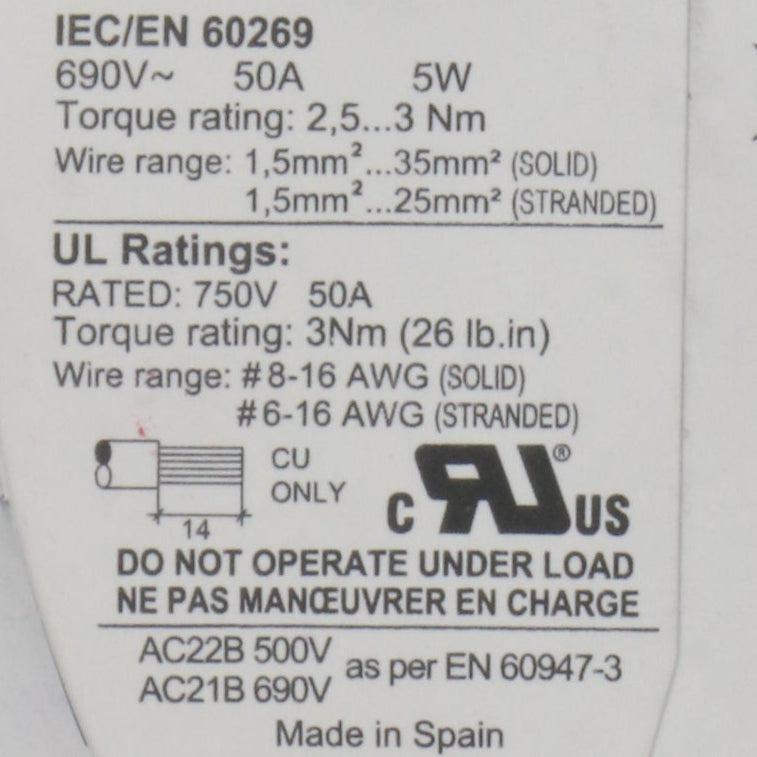 IEC/EN 60269
690V~ 50A 5W
Torque rating: 2,5...3 Nm
Wire range: 1,5mm²...35mm² (SOLID)
1,5mm²...25mm² (STRANDED)
UL Ratings:
RATED: 750V 50A
Torque rating: 3Nm (26 lb.in)
Wire range: #8-16 AWG (SOLID)
#6-16 AWG (STRANDED)
CU
ONLY
14
C RU® US
DO NOT OPERATE UNDER LOAD
NE PAS MANŒUVRER EN CHARGE
AC22B 500V
AC21B 690V
as per EN 60947-3
Made in Spain